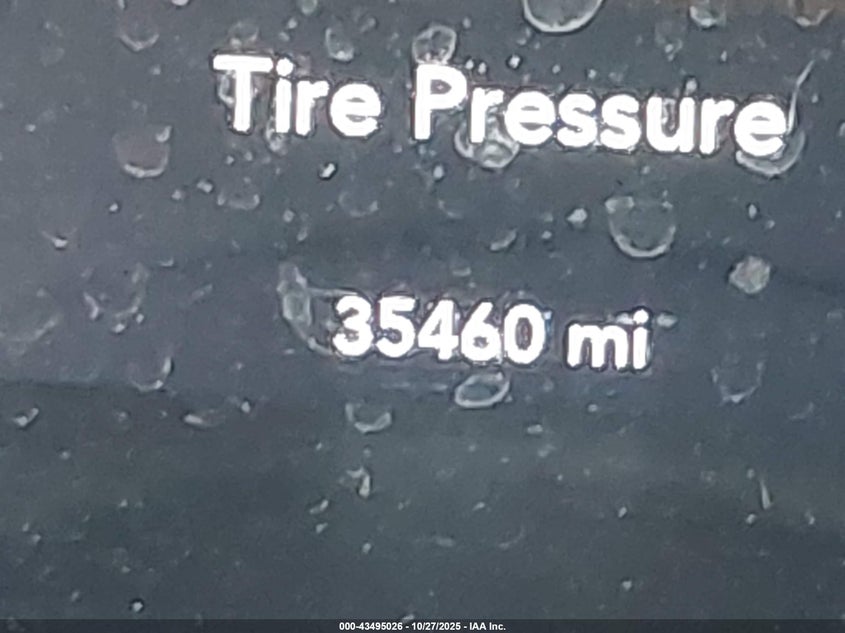 Tire Pressure
35460 mi
000-43495026 - 10/27/2025 - IAA Inc.